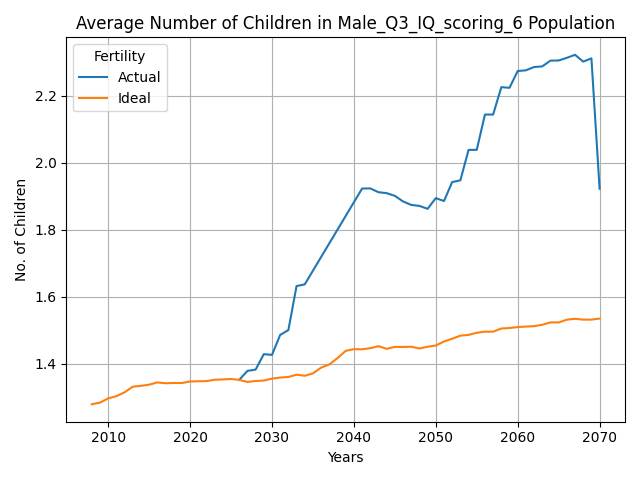 Average Number of Children in Male_Q3_IQ_scoring_6 Population
Fertility
Actual
Ideal
No. of Children
2.2
2.0
1.8
1.6
1.4
2010
2020
2030
2040
2050
2060
2070
Years